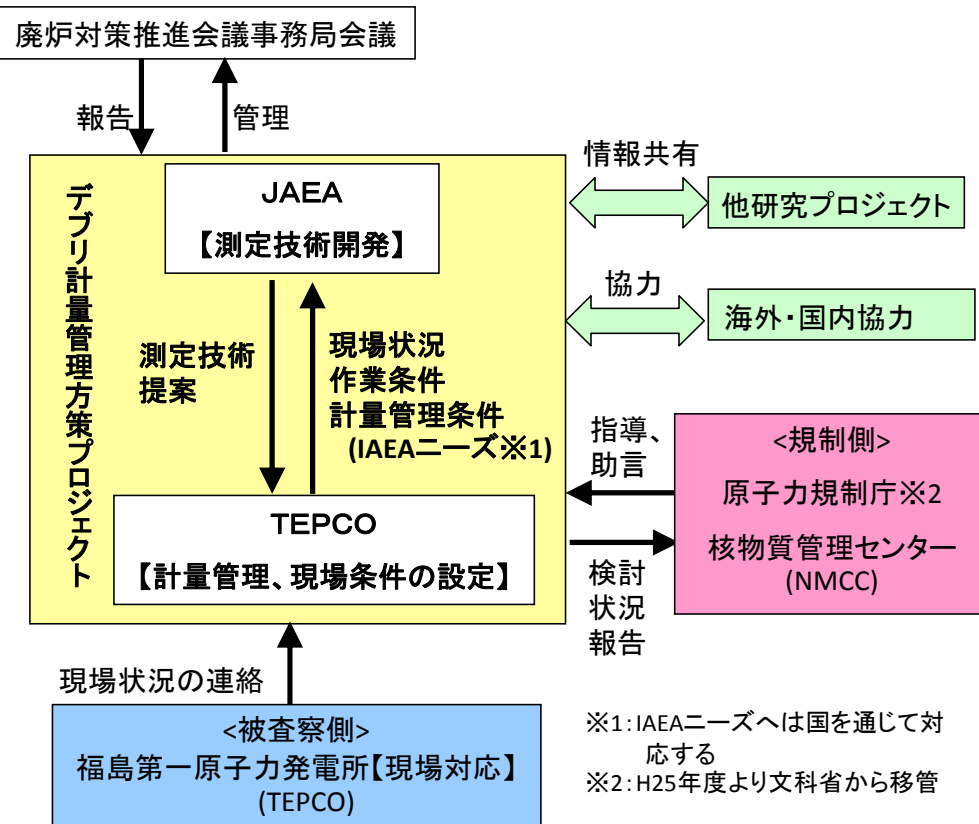 廃炉対策推進会議事務局会議
報告
管理
デブリ計量管理方策プロジェクト
JAEA
【測定技術開発】
測定技術
提案
現場状況
作業条件
計量管理条件
(IAEAニーズ※1)
TEPCO
【計量管理、現場条件の設定】
情報共有
他研究プロジェクト
協力
海外・国内協力
指導、
助言
<規制側>
原子力規制庁※2
核物質管理センター
(NMCC)
検討
状況
報告
現場状況の連絡
<被査察側>
福島第一原子力発電所【現場対応】
(TEPCO)
※1:IAEAニーズへは国を通じて対
応する
※2:H25年度より文科省から移管